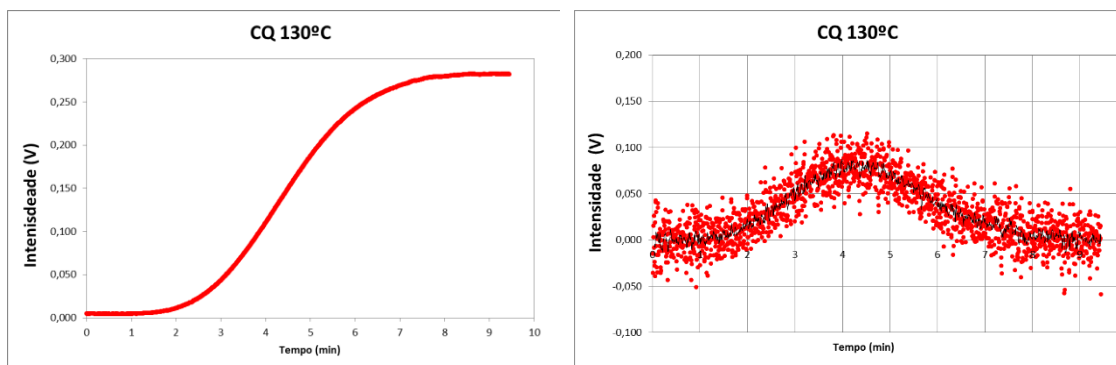 CQ 130ºC
0,300
0,250
0,200
0,150
0,100
0,050
0,000
Intenisdeade (V)
0 1 2 3 4 5 6 7 8 9 10
Tempo (min)
CQ 130ºC
0,200
0,150
0,100
0,050
0,000
-0,050
-0,100
Intensidade (V)
0 1 2 3 4 5 6 7 8
Tempo (min)